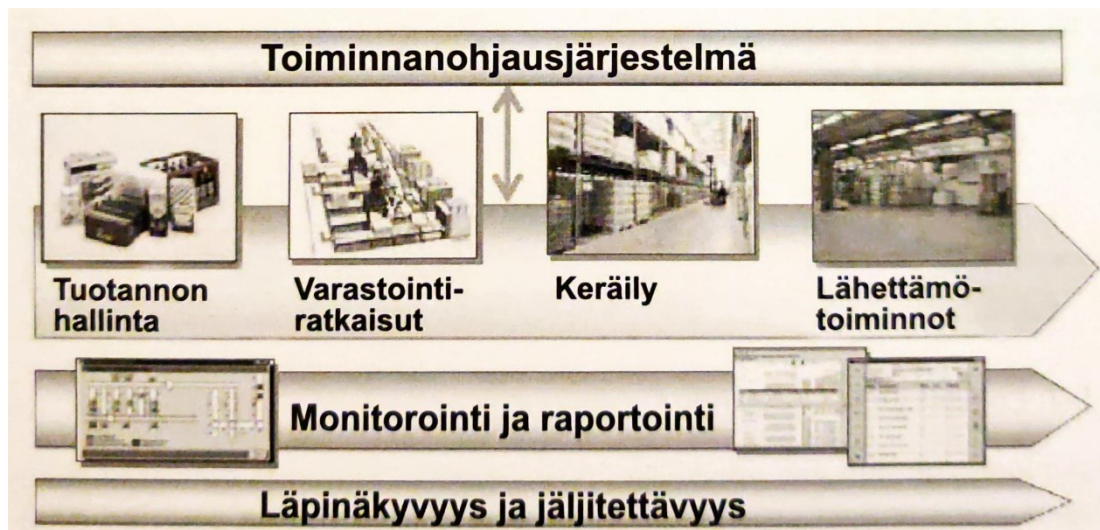 Toiminnanohjausjärjestelmä
Tuotannon
hallinta
Varastointi-
ratkaisut
Keräily
Lähettämö-
toiminnot
Monitorointi ja raportointi
Läpinäkyvyys ja jäljitettävyys